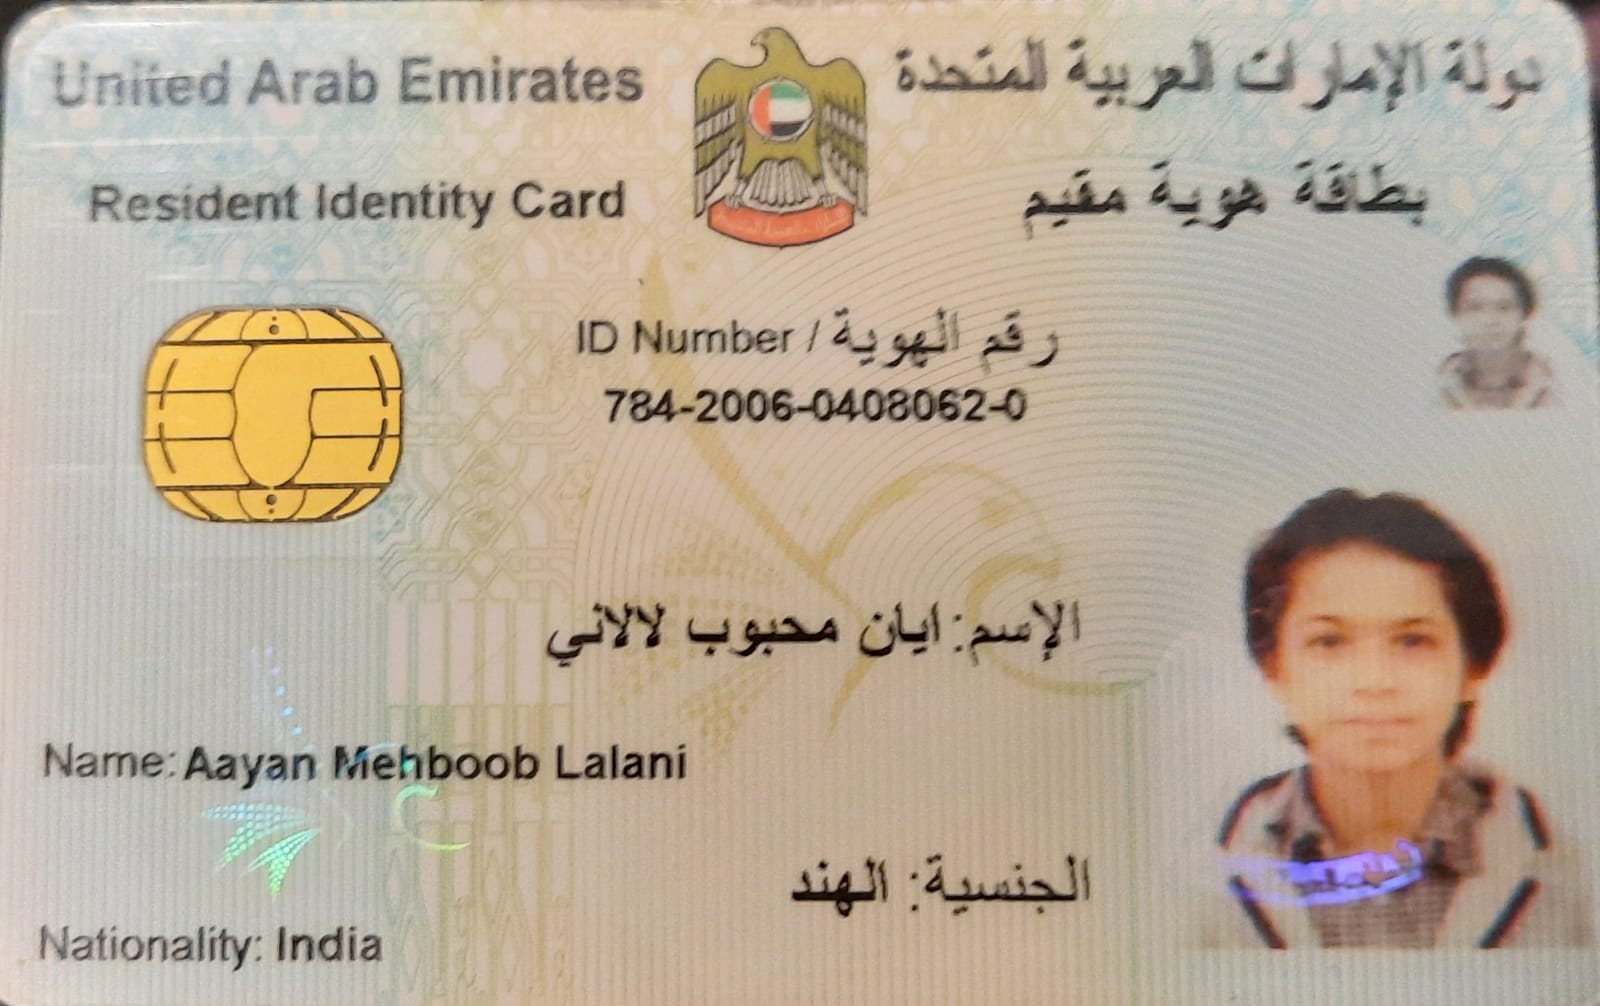 United Arab Emirates
دولة الإمارات العربية المتحدة
Resident Identity Card
بطاقة هوية مقيم
ID Number / رقم الهوية
784-2006-0408062-0
الإسم: ايان محبوب لالاني
Name: Aayan Mehboob Lalani
الجنسية: الهند
Nationality: India